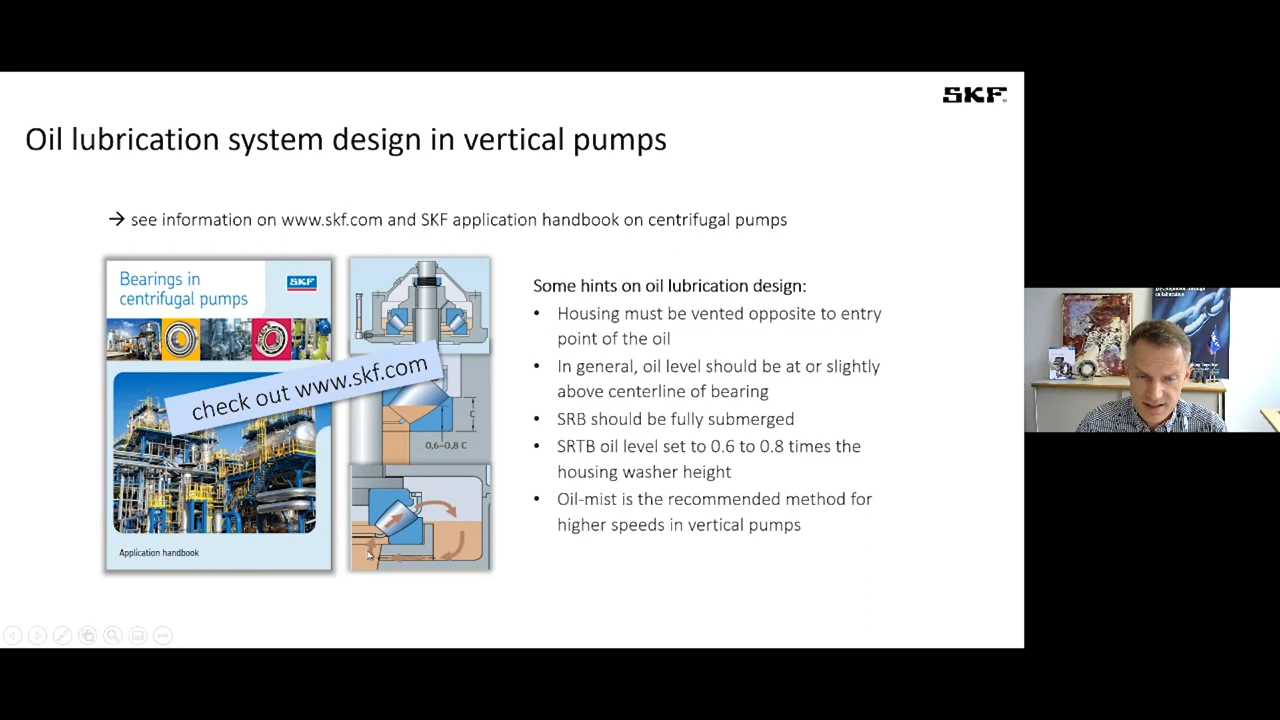 SKF
Oil lubrication system design in vertical pumps
→ see information on www.skf.com and SKF application handbook on centrifugal pumps
Bearings in
centrifugal pumps
SKF
check out www.skf.com
Application handbook
C
0,6–0,8 C
Some hints on oil lubrication design:
• Housing must be vented opposite to entry
point of the oil
• In general, oil level should be at or slightly
above centerline of bearing
• SRB should be fully submerged
• SRTB oil level set to 0.6 to 0.8 times the
housing washer height
• Oil-mist is the recommended method for
higher speeds in vertical pumps